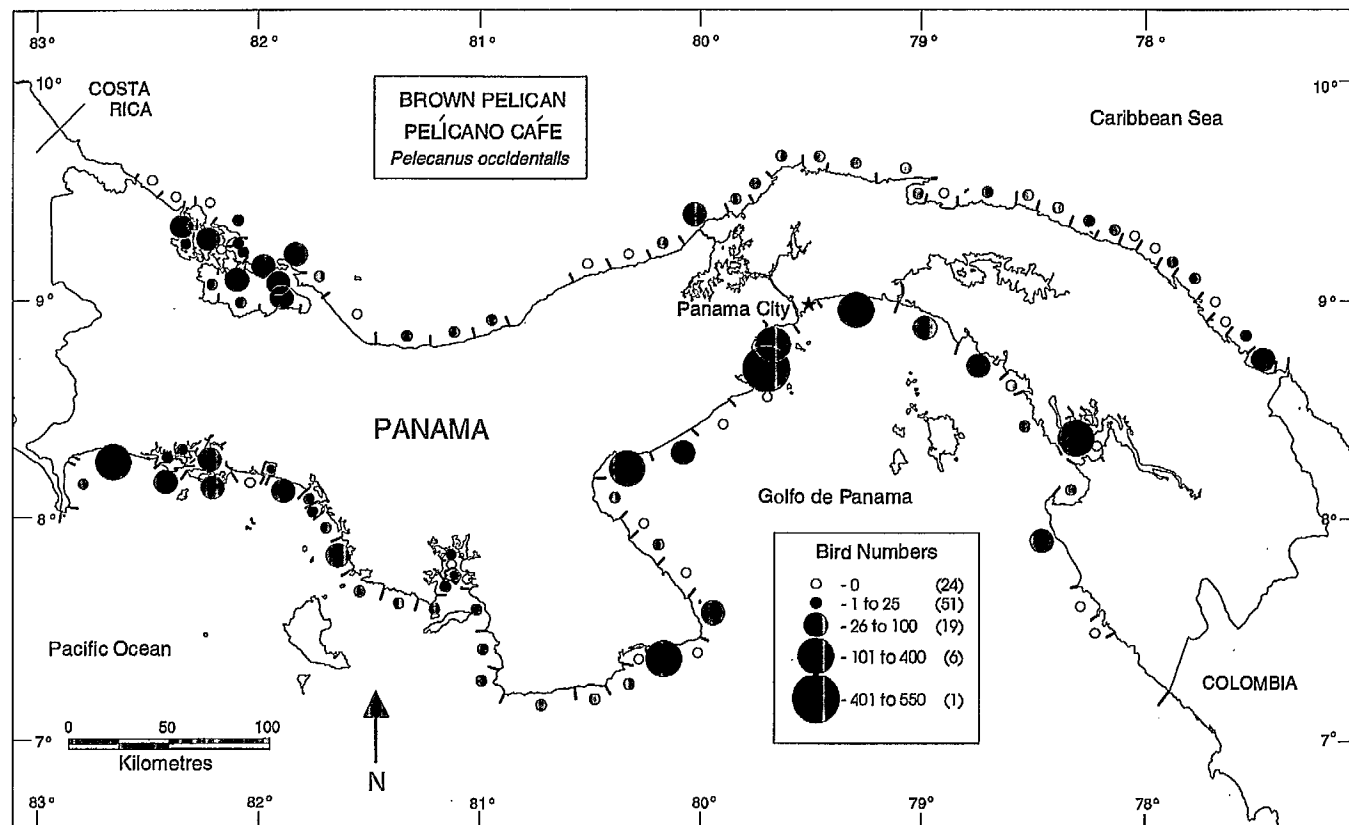 83° 82° 81° 80° 79° 78°
10° 10°
COSTA
RICA
BROWN PELICAN
PELÍCANO CAFÉ
Pelecanus occidentalis
Caribbean Sea
9° 9°
Panama City
PANAMA
Golfo de Panama
8° 8°
Bird Numbers
- 0 (24)
- 1 to 25 (51)
- 26 to 100 (19)
- 101 to 400 (6)
- 401 to 550 (1)
Pacific Ocean
COLOMBIA
0 50 100
Kilometres
N
7° 7°
83° 82° 81° 80° 79° 78°